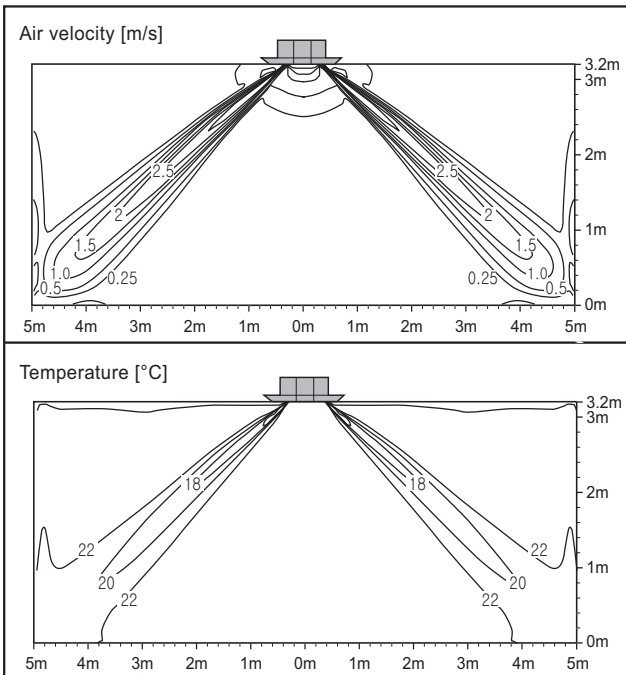 Air velocity [m/s]
3.2m
3m
2m
1m
0m
2.5 2.5
2 2
1.5 1.5
1.0 1.0
0.5 0.25 0.25 0.5
5m 4m 3m 2m 1m 0m 1m 2m 3m 4m 5m
Temperature [°C]
3.2m
3m
2m
1m
0m
18 18
22 22
20 20
22 22
5m 4m 3m 2m 1m 0m 1m 2m 3m 4m 5m